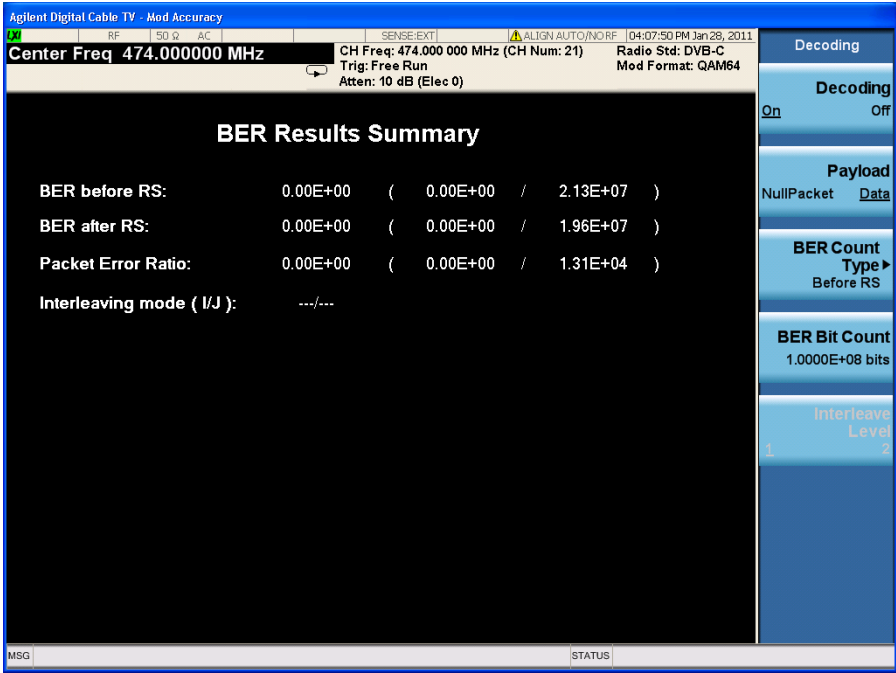 Agilent Digital Cable TV - Mod Accuracy
LXI RF 50 Ω AC SENSE:EXT ALIGN AUTO/NO RF 04:07:50 PM Jan 28, 2011
Center Freq 474.000000 MHz
CH Freq: 474.000 000 MHz (CH Num: 21) Radio Std: DVB-C
Trig: Free Run Mod Format: QAM64
Atten: 10 dB (Elec 0)
BER Results Summary
BER before RS: 0.00E+00 ( 0.00E+00 / 2.13E+07 )
BER after RS: 0.00E+00 ( 0.00E+00 / 1.96E+07 )
Packet Error Ratio: 0.00E+00 ( 0.00E+00 / 1.31E+04 )
Interleaving mode ( I/J ): ---/---
Decoding
Decoding
On Off
Payload
NullPacket Data
BER Count
Type
Before RS
BER Bit Count
1.0000E+08 bits
Interleave
Level
1 2
MSG STATUS